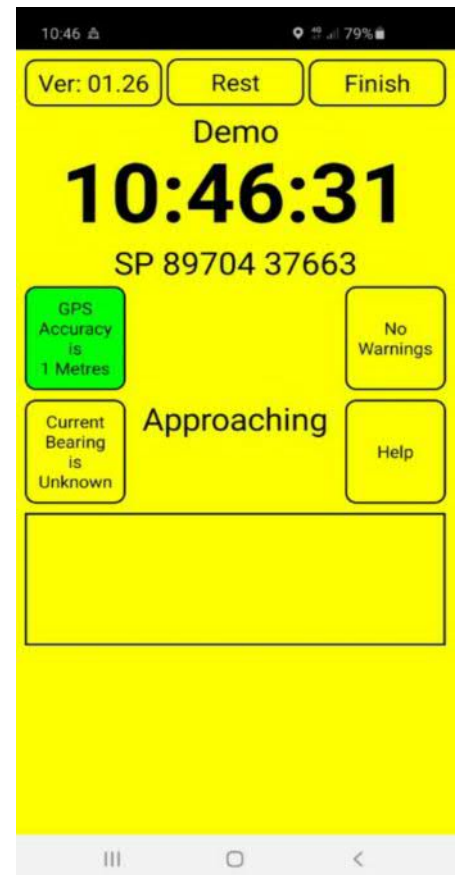 10:46 79%
Ver: 01.26 Rest Finish
Demo
10:46:31
SP 89704 37663
GPS
Accuracy
is
1 Metres
No
Warnings
Current
Bearing
is
Unknown
Approaching
Help